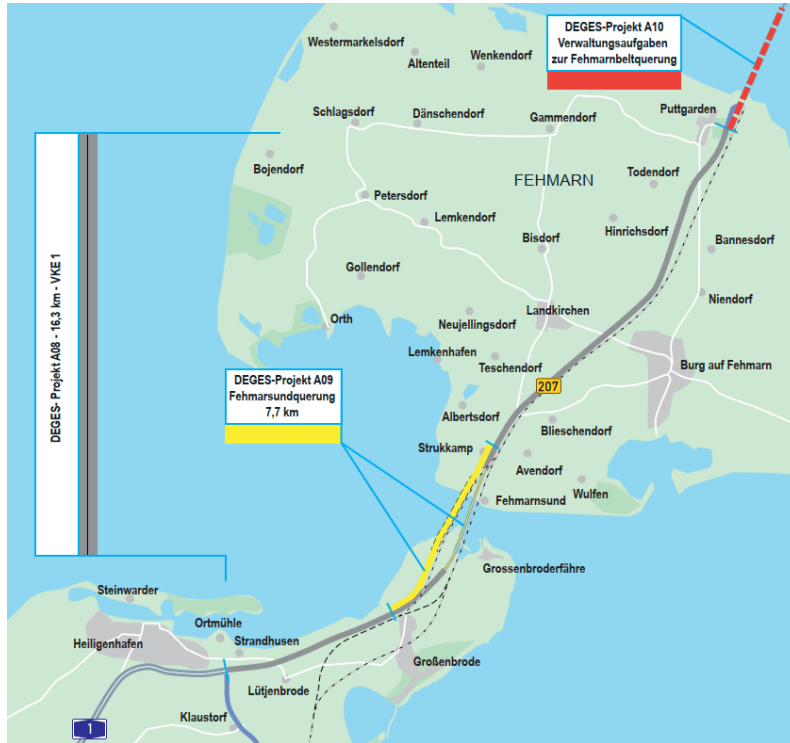 DEGES-Projekt A10
Verwaltungsaufgaben
zur Fehmarnbeltquerung
Westermarkelsdorf
Altenteil
Wenkendorf
Puttgarden
Schlagsdorf
Dänschendorf
Gammendorf
Bojendorf
Todendorf
FEHMARN
Petersdorf
Lemkendorf
Hinrichsdorf
Bisdorf
Bannesdorf
Gollendorf
Niendorf
Orth
Landkirchen
Neujellingsdorf
Lemkenhafen
Teschendorf
Burg auf Fehmarn
DEGES- Projekt A08 - 16,3 km - VKE 1
DEGES-Projekt A09
Fehmarsundquerung
7,7 km
207
Albertsdorf
Blieschendorf
Strukkamp
Avendorf
Wulfen
Fehmarnsund
Grossenbroderfähre
Steinwarder
Ortmühle
Heiligenhafen
Strandhusen
Großenbrode
Lütjenbrode
Klaustorf
1